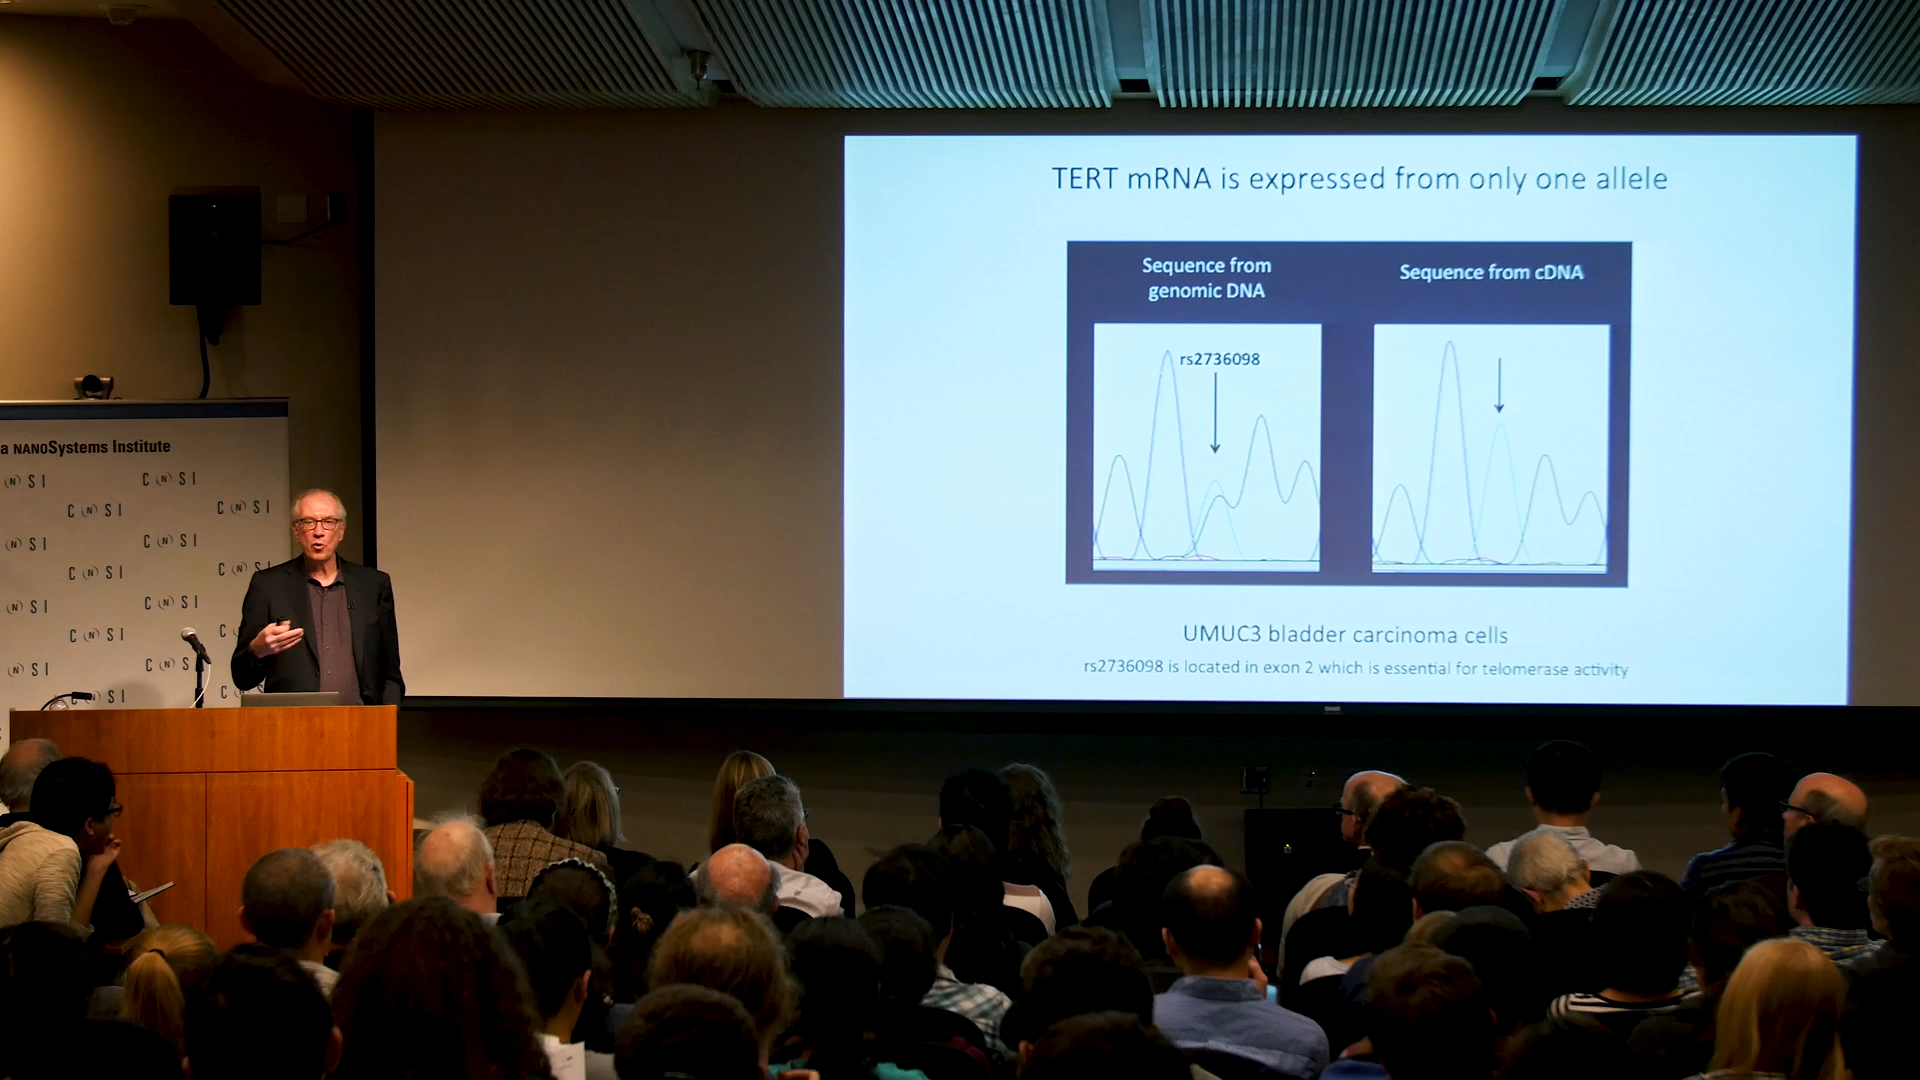 TERT mRNA is expressed from only one allele
Sequence from
genomic DNA
Sequence from cDNA
rs2736098
UMUC3 bladder carcinoma cells
rs2736098 is located in exon 2 which is essential for telomerase activity
a NANOSystems Institute
(N) S I
C (N) S I
C (N) S I
C (N) S I
(N) S I
C (N) S I
C (N) S I
C (N) S I
(N) S I
C (N) S I
C (N) S I
C
(N) S I
C (N) S
C (N) S I
C